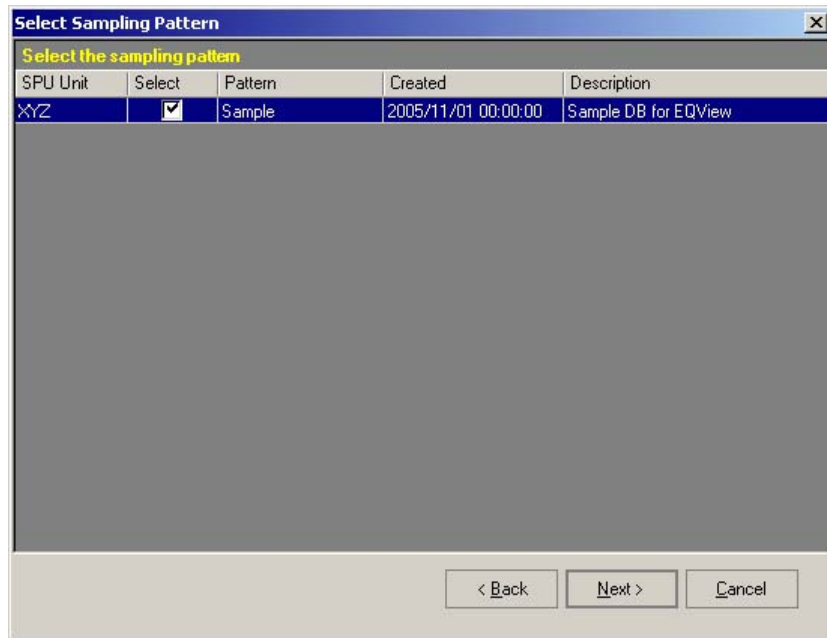 Select Sampling Pattern
Select the sampling pattern
SPU Unit Select Pattern Created Description
XYZ Sample 2005/11/01 00:00:00 Sample DB for EQView
< Back Next > Cancel